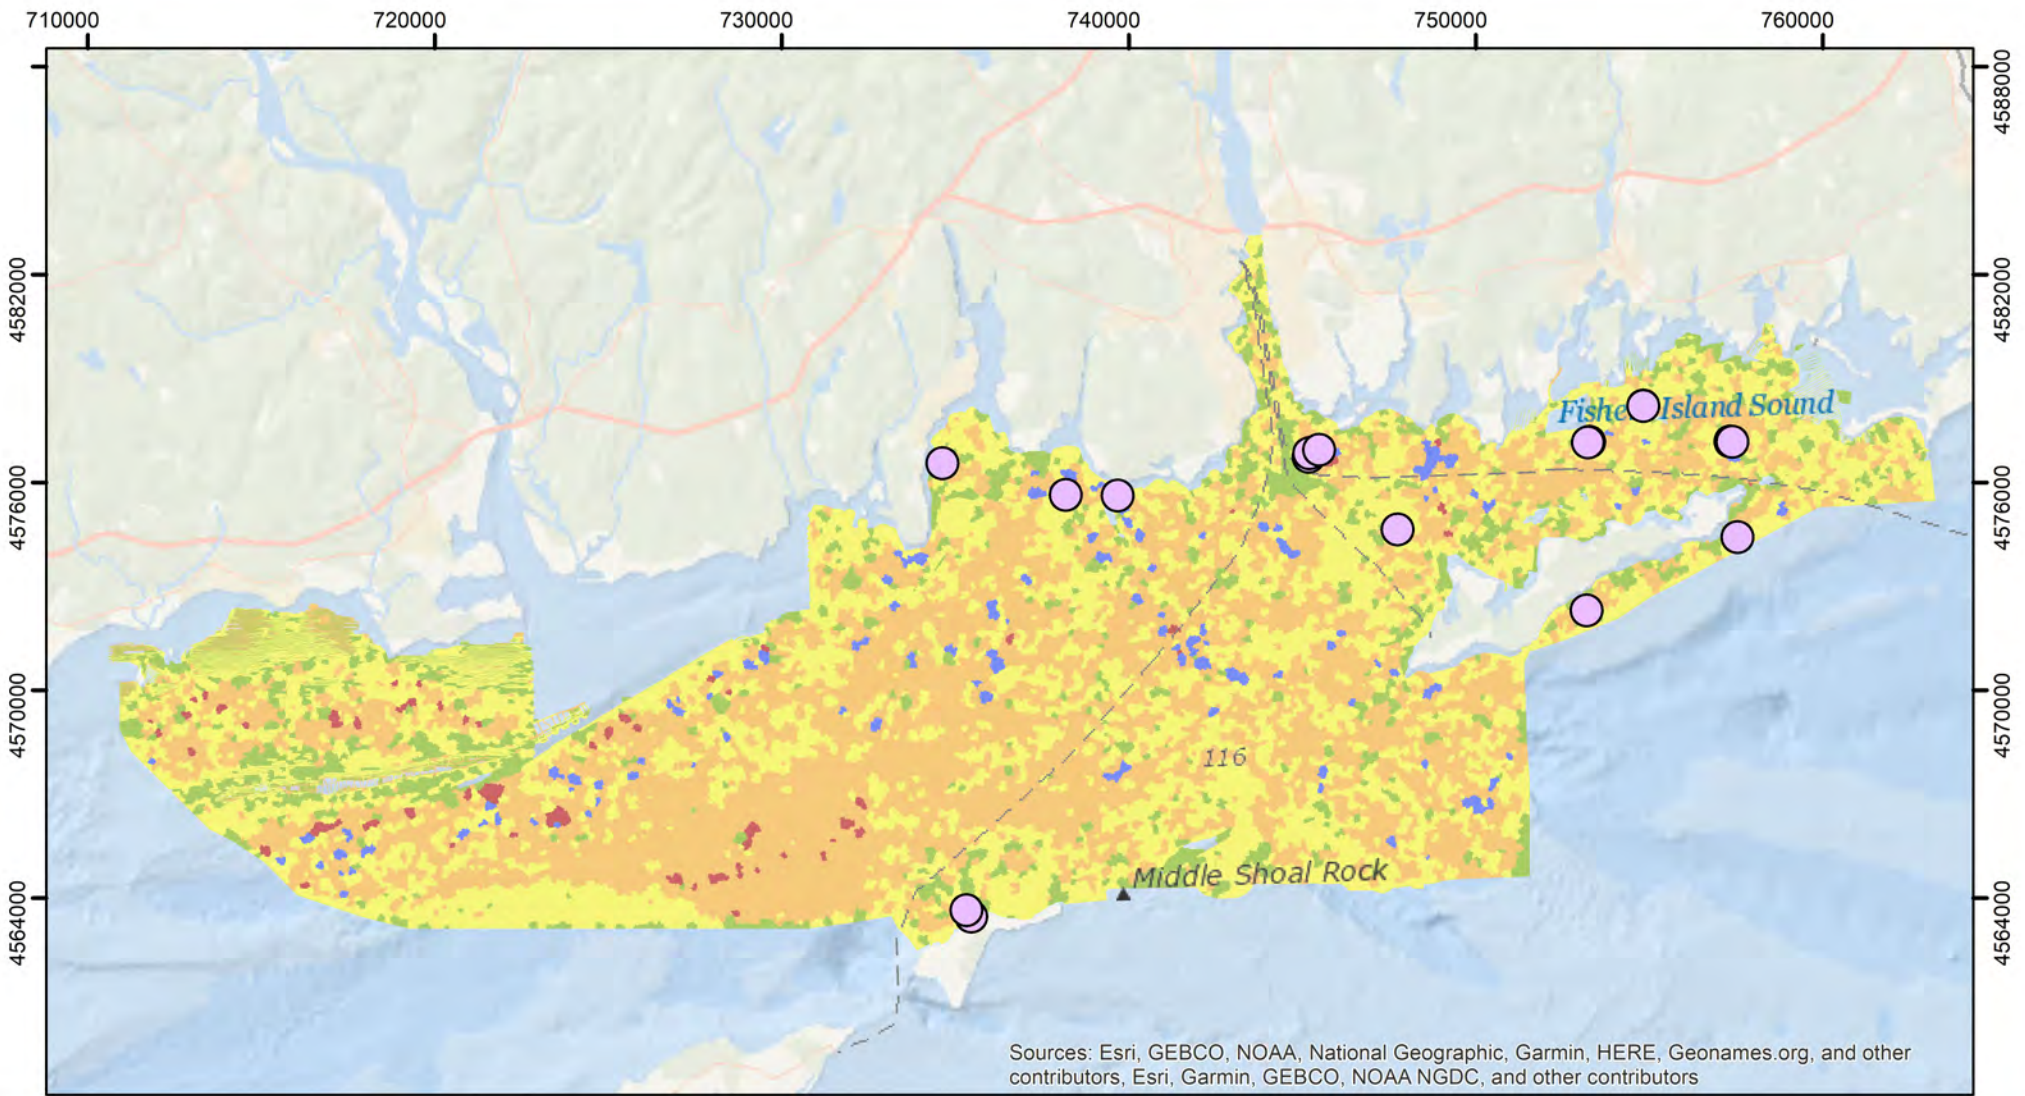 710000 720000 730000 740000 750000 760000
4588000
4582000 4582000
Fishe Island Sound
4576000 4576000
4570000 4570000
116
Middle Shoal Rock
4564000 4564000
Sources: Esri, GEBCO, NOAA, National Geographic, Garmin, HERE, Geonames.org, and other
contributors, Esri, Garmin, GEBCO, NOAA NGDC, and other contributors